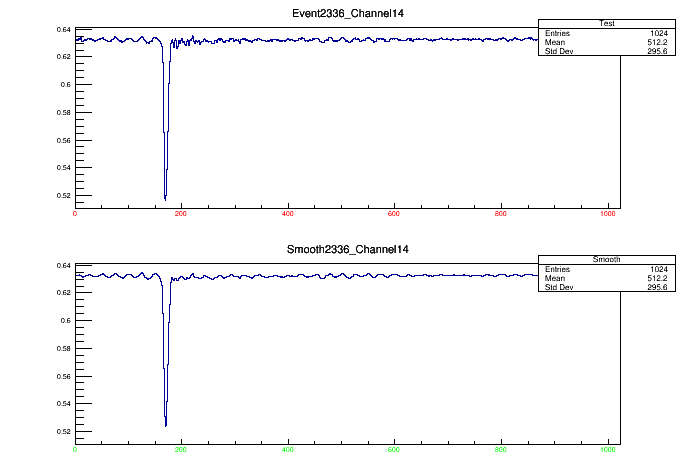 Event2336_Channel14
Test
Entries 1024
Mean 512.2
Std Dev 295.6
0.64
0.62
0.6
0.58
0.56
0.54
0.52
0 200 400 600 800 1000
Smooth2336_Channel14
Smooth
Entries 1024
Mean 512.2
Std Dev 295.6
0.64
0.62
0.6
0.58
0.56
0.54
0.52
0 200 400 600 800 1000